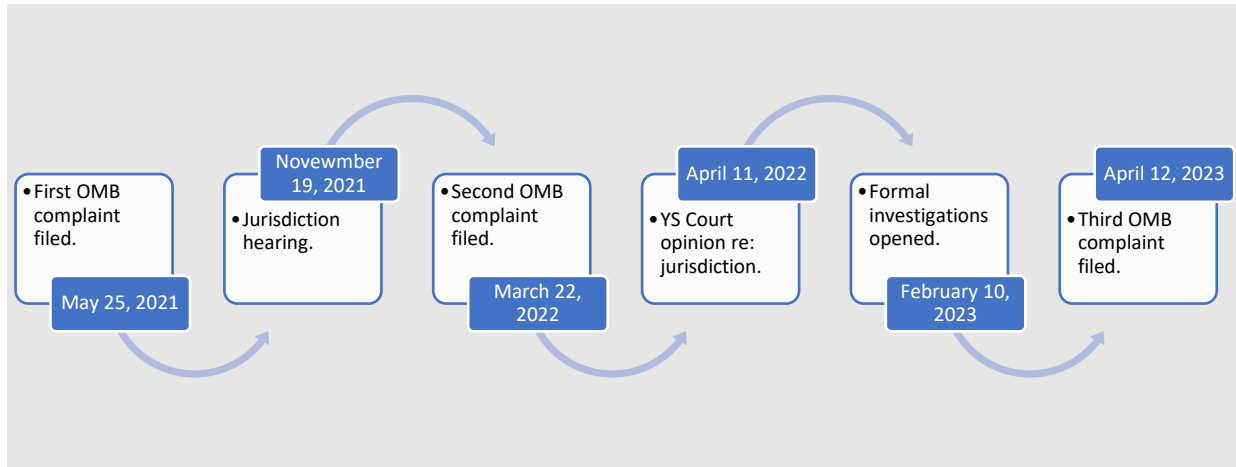 •First OMB
complaint
filed.
May 25, 2021
Novewmber
19, 2021
•Jurisdiction
hearing.
•Second OMB
complaint
filed.
March 22,
2022
April 11, 2022
•YS Court
opinion re:
jurisdiction.
•Formal
investigations
opened.
February 10,
2023
April 12, 2023
•Third OMB
complaint
filed.